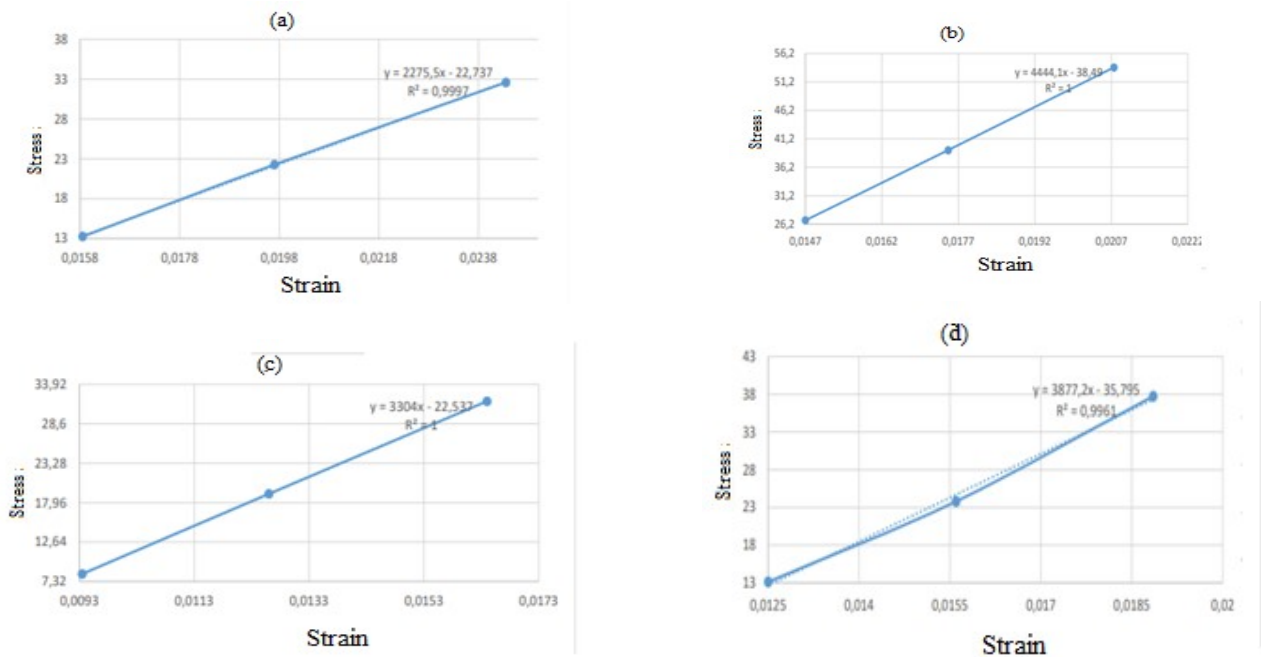 (a)
38
33
28
23
18
13
y = 2275,5x - 22,737
R² = 0,9997
Stress :
0,0158
0,0178
0,0198
0,0218
0,0238
Strain
(b)
56,2
51,2
46,2
41,2
36,2
31,2
26,2
y = 4444,1x - 38,49
R² = 1
Stress :
0,0147
0,0162
0,0177
0,0192
0,0207
0,0222
Strain
(c)
33,92
28,6
23,28
17,96
12,64
7,32
y = 3304x - 22,537
R² = 1
Stress :
0,0093
0,0113
0,0133
0,0153
0,0173
Strain
(d)
43
38
33
28
23
18
13
y = 3877,2x - 35,795
R² = 0,9961
Stress :
0,0125
0,014
0,0155
0,017
0,0185
0,02
Strain